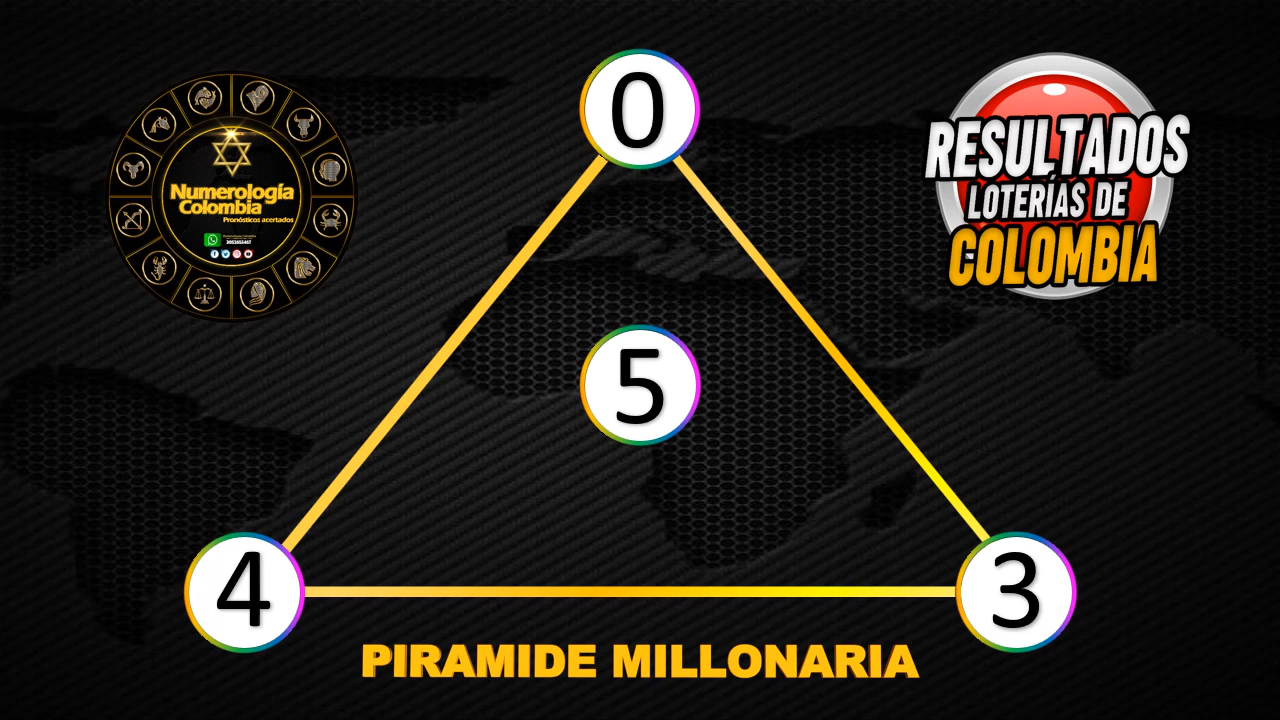 0
Numerología
Colombia
Pronósticos acertados
RESULTADOS
LOTERÍAS DE
COLOMBIA
5
4
3
PIRAMIDE MILLONARIA